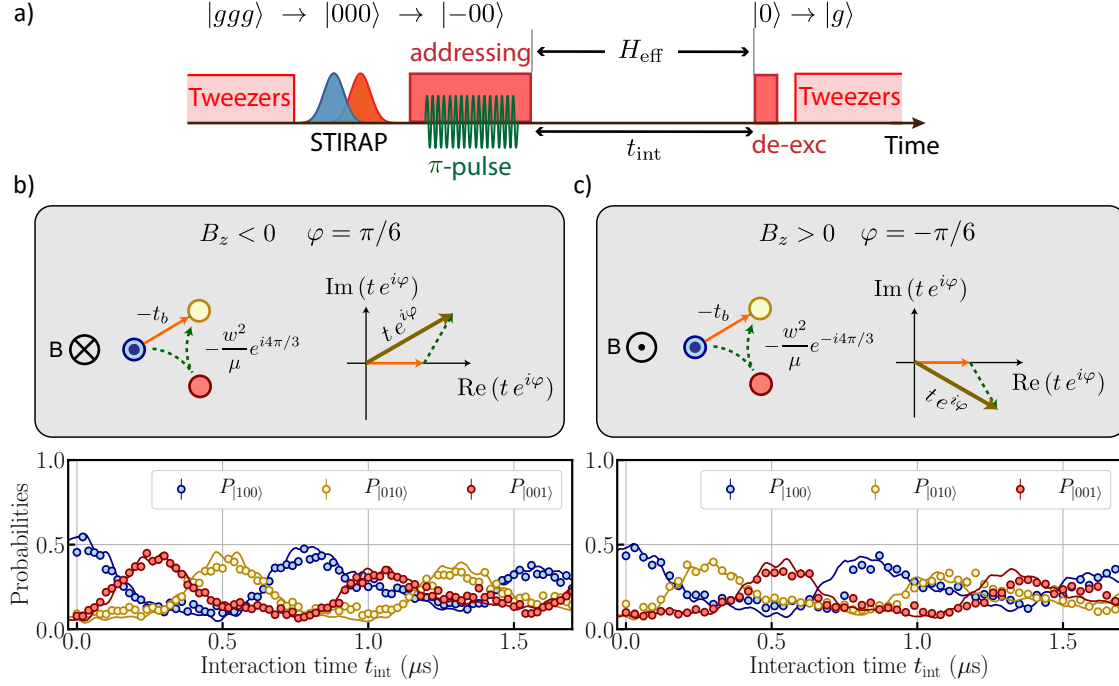 a)
|ggg⟩ → |000⟩ → |−00⟩
|0⟩ → |g⟩
addressing
H_eff
Tweezers
Tweezers
STIRAP
π-pulse
t_int
de-exc
Time
b)
B_z < 0 φ = π/6
Im (t e^{iφ})
−t_b
t e^{iφ}
B
−\frac{w^2}{μ} e^{i4π/3}
Re (t e^{iφ})
c)
B_z > 0 φ = −π/6
Im (t e^{iφ})
−t_b
B
−\frac{w^2}{μ} e^{−i4π/3}
Re (t e^{iφ})
t e^{iφ}
Probabilities
1.0
0.5
0.0
P_{|100⟩} P_{|010⟩} P_{|001⟩}
0.0 0.5 1.0 1.5
Interaction time t_int (μs)
1.0
0.5
0.0
P_{|100⟩} P_{|010⟩} P_{|001⟩}
0.0 0.5 1.0 1.5
Interaction time t_int (μs)